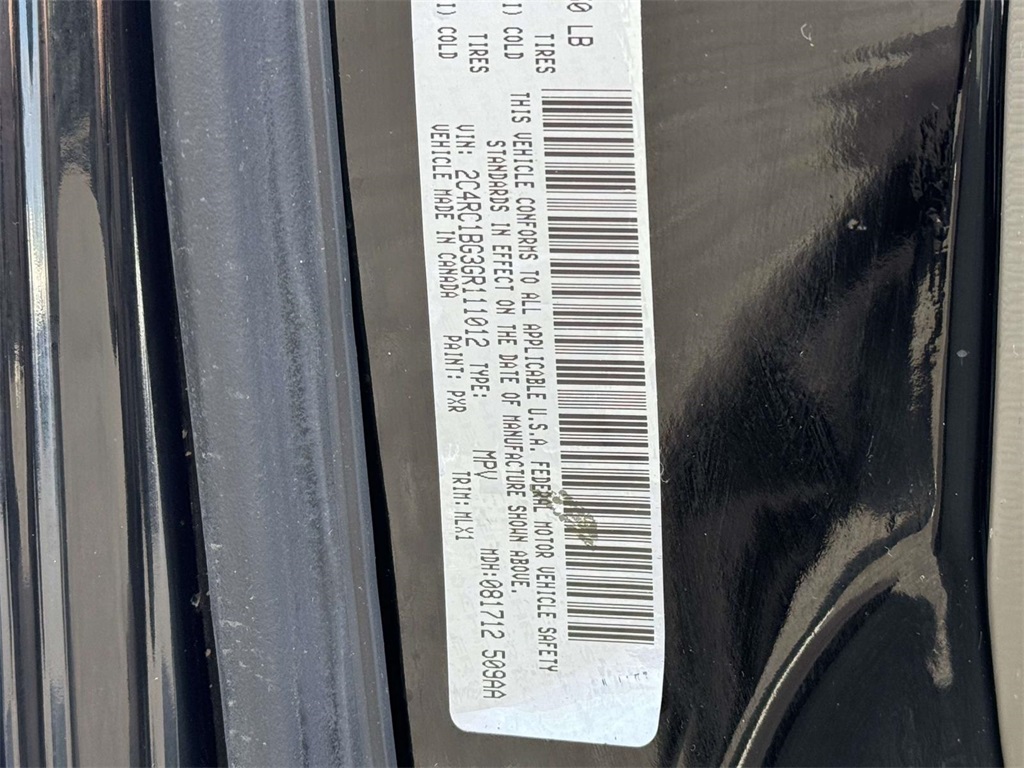 0 LB
TIRES TIRES
I) COLD I) COLD
THIS VEHICLE CONFORMS TO ALL APPLICABLE U.S.A. FEDERAL MOTOR VEHICLE SAFETY
STANDARDS IN EFFECT ON THE DATE OF MANUFACTURE SHOWN ABOVE.
VIN: 2C4RC1BG3GR111012 TYPE: MPV MDH:081712 509AA
VEHICLE MADE IN CANADA PAINT: PXR TRIM:MLX1